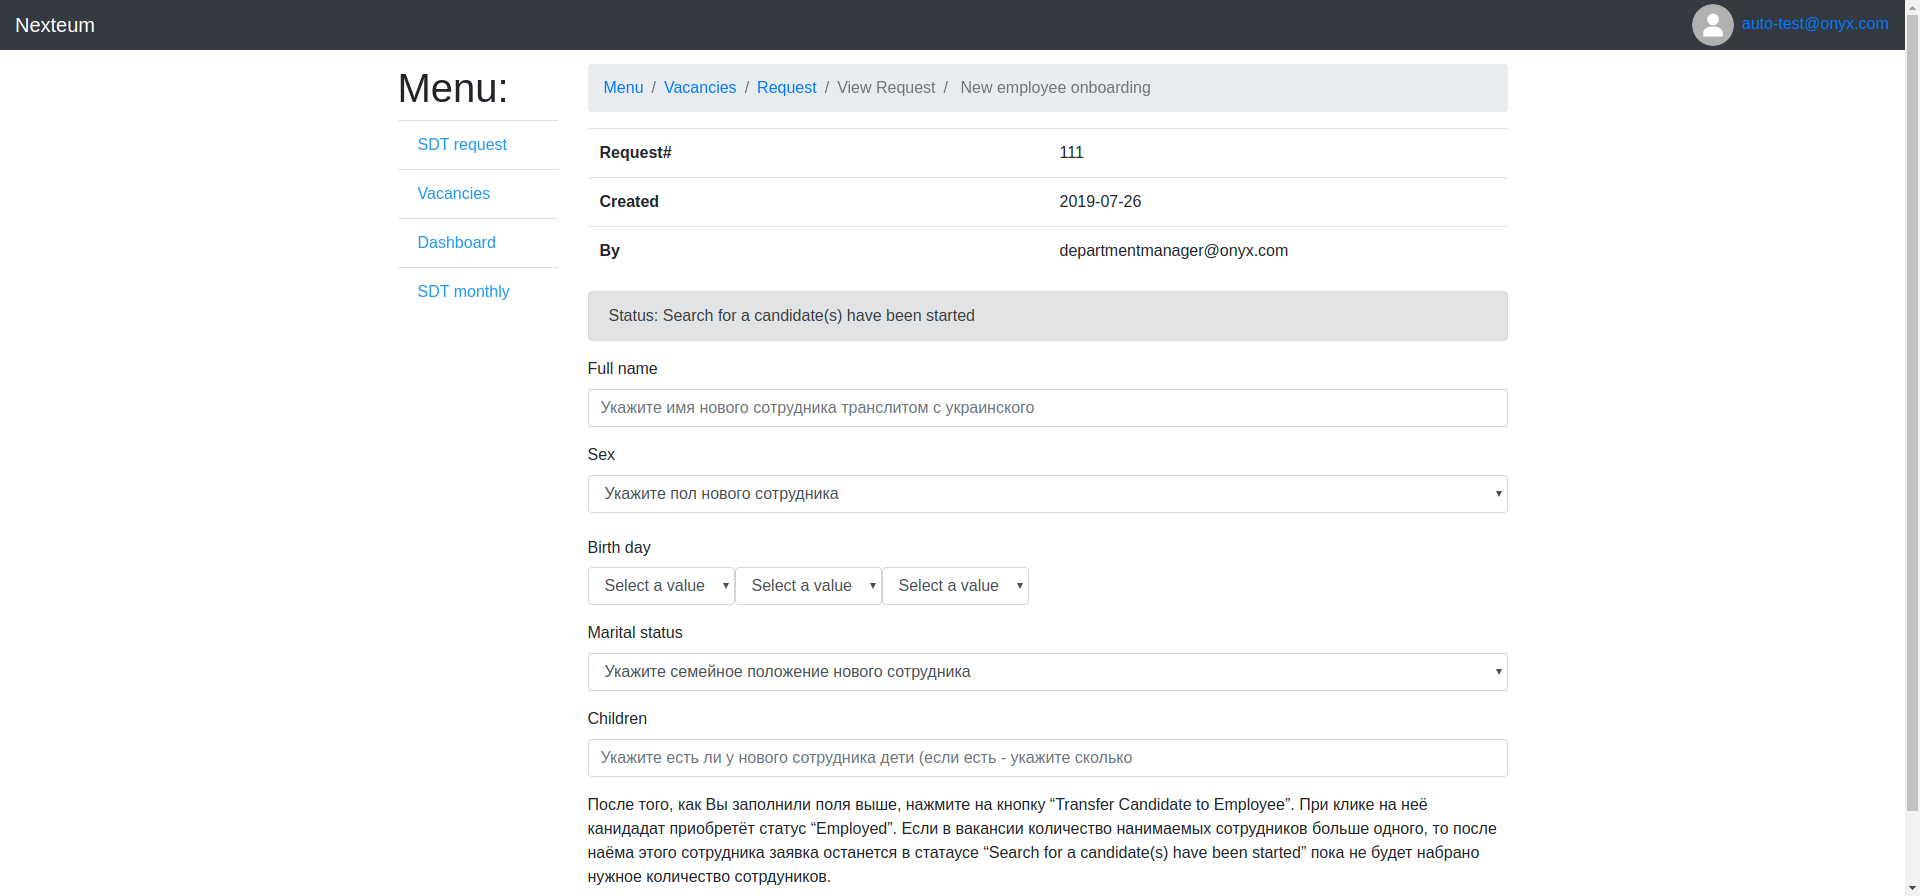 Nexteum
auto-test@onyx.com
Menu:
SDT request
Vacancies
Dashboard
SDT monthly
Menu / Vacancies / Request / View Request / New employee onboarding
Request# 111
Created 2019-07-26
By departmentmanager@onyx.com
Status: Search for a candidate(s) have been started
Full name
Укажите имя нового сотрудника транслитом с украинского
Sex
Укажите пол нового сотрудника
Birth day
Select a value Select a value Select a value
Marital status
Укажите семейное положение нового сотрудника
Children
Укажите есть ли у нового сотрудника дети (если есть - укажите сколько
После того, как Вы заполнили поля выше, нажмите на кнопку “Transfer Candidate to Employee”. При клике на неё
канидадат приобретёт статус “Employed”. Если в вакансии количество нанимаемых сотрудников больше одного, то после
наёма этого сотрудника заявка останется в статаусе “Search for a candidate(s) have been started” пока не будет набрано
нужное количество сотрдуников.